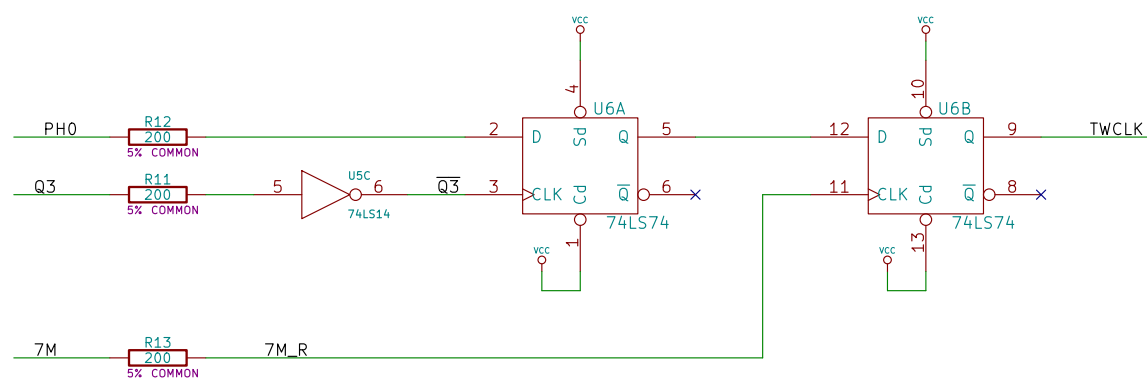 VCC
VCC
4
10
U6A
U6B
PH0
R12
200
5% COMMON
2
D
Sd
Q
5
12
D
Sd
Q
9
TWCLK
Q3
R11
200
5% COMMON
5
U5C
6
74LS14
Q3
3
CLK
Cd
Q
6
11
CLK
Cd
Q
8
74LS74
74LS74
1
13
VCC
VCC
7M
R13
200
5% COMMON
7M_R